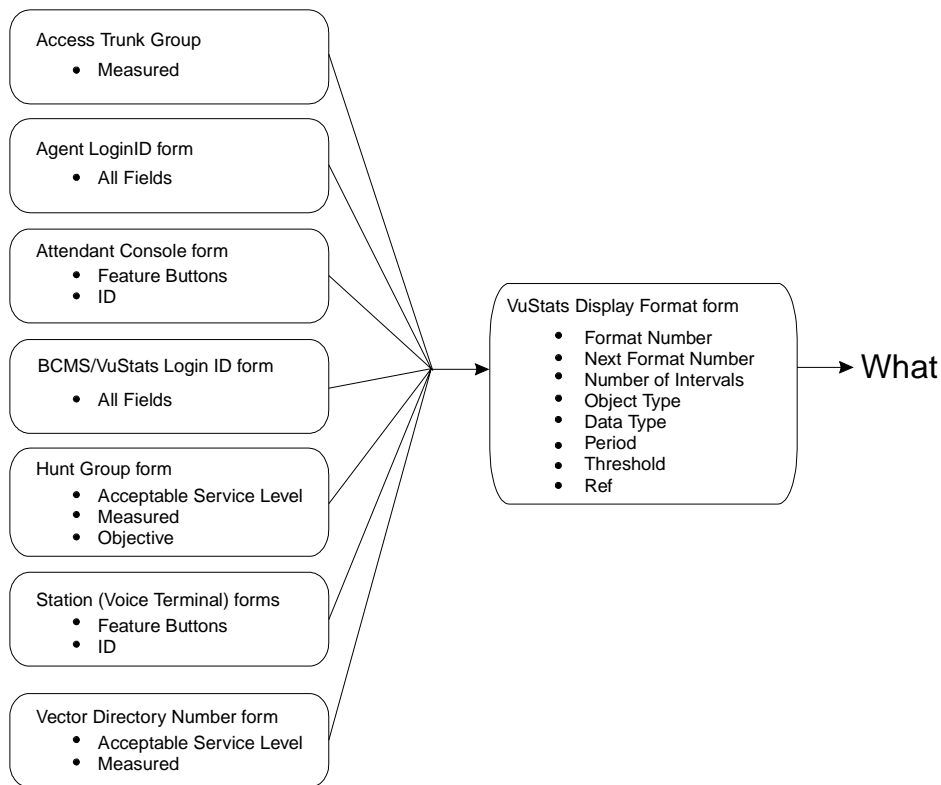 Access Trunk Group
• Measured
Agent LoginID form
• All Fields
Attendant Console form
• Feature Buttons
• ID
BCMS/VuStats Login ID form
• All Fields
Hunt Group form
• Acceptable Service Level
• Measured
• Objective
Station (Voice Terminal) forms
• Feature Buttons
• ID
Vector Directory Number form
• Acceptable Service Level
• Measured
VuStats Display Format form
• Format Number
• Next Format Number
• Number of Intervals
• Object Type
• Data Type
• Period
• Threshold
• Ref
What